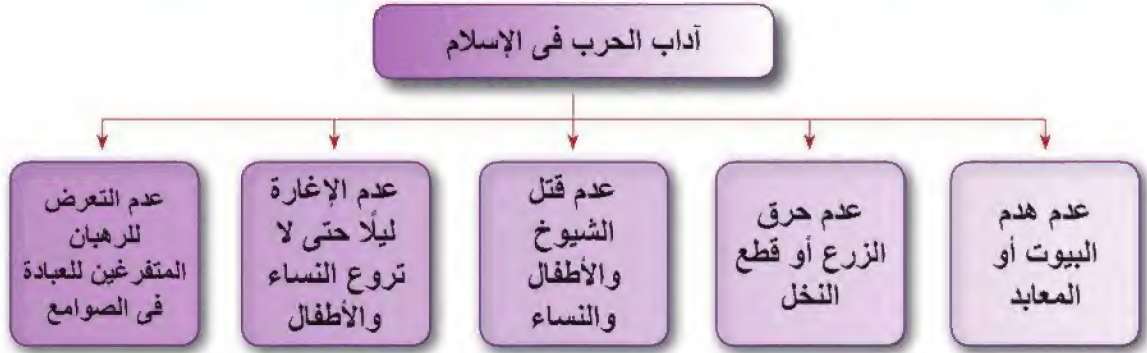 آداب الحرب فى الإسلام
عدم هدم
البيوت أو
المعابد
عدم حرق
الزرع أو قطع
النخل
عدم قتل
الشيوخ
والأطفال
والنساء
عدم الإغارة
ليلًا حتى لا
تروع النساء
والأطفال
عدم التعرض
للرهبان
المتفرغين للعبادة
فى الصوامع